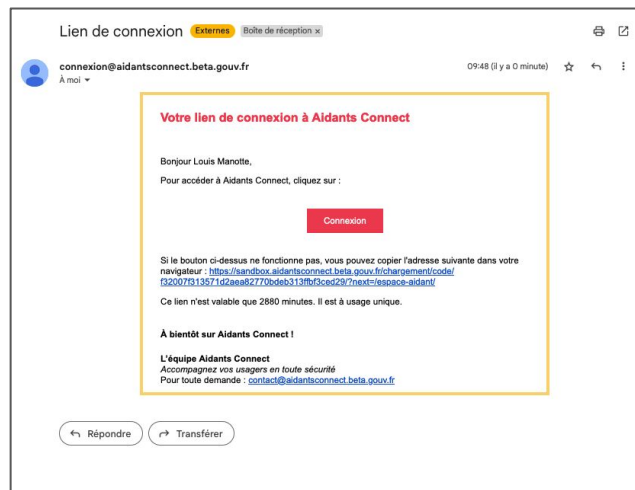 Lien de connexion Externes Boîte de réception x
connexion@aidantsconnect.beta.gouv.fr 09:48 (il y a 0 minute)
À moi
Votre lien de connexion à Aidants Connect
Bonjour Louis Manotte,
Pour accéder à Aidants Connect, cliquez sur :
Connexion
Si le bouton ci-dessus ne fonctionne pas, vous pouvez copier l'adresse suivante dans votre
navigateur : https://sandbox.aidantsconnect.beta.gouv.fr/chargement/code/
f32007f313571d2aea82770bdeb313ffbf3ced29/?next=/espace-aidant/
Ce lien n'est valable que 2880 minutes. Il est à usage unique.
À bientôt sur Aidants Connect !
L'équipe Aidants Connect
Accompagnez vos usagers en toute sécurité
Pour toute demande : contact@aidantsconnect.beta.gouv.fr
Répondre Transférer